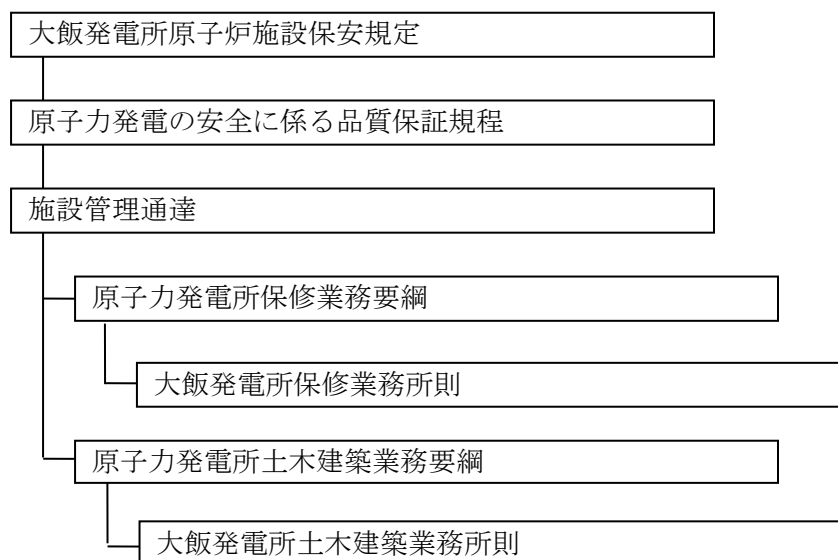 大飯発電所原子炉施設保安規定
原子力発電の安全に係る品質保証規程
施設管理通達
原子力発電所保修業務要綱
大飯発電所保修業務所則
原子力発電所土木建築業務要綱
大飯発電所土木建築業務所則